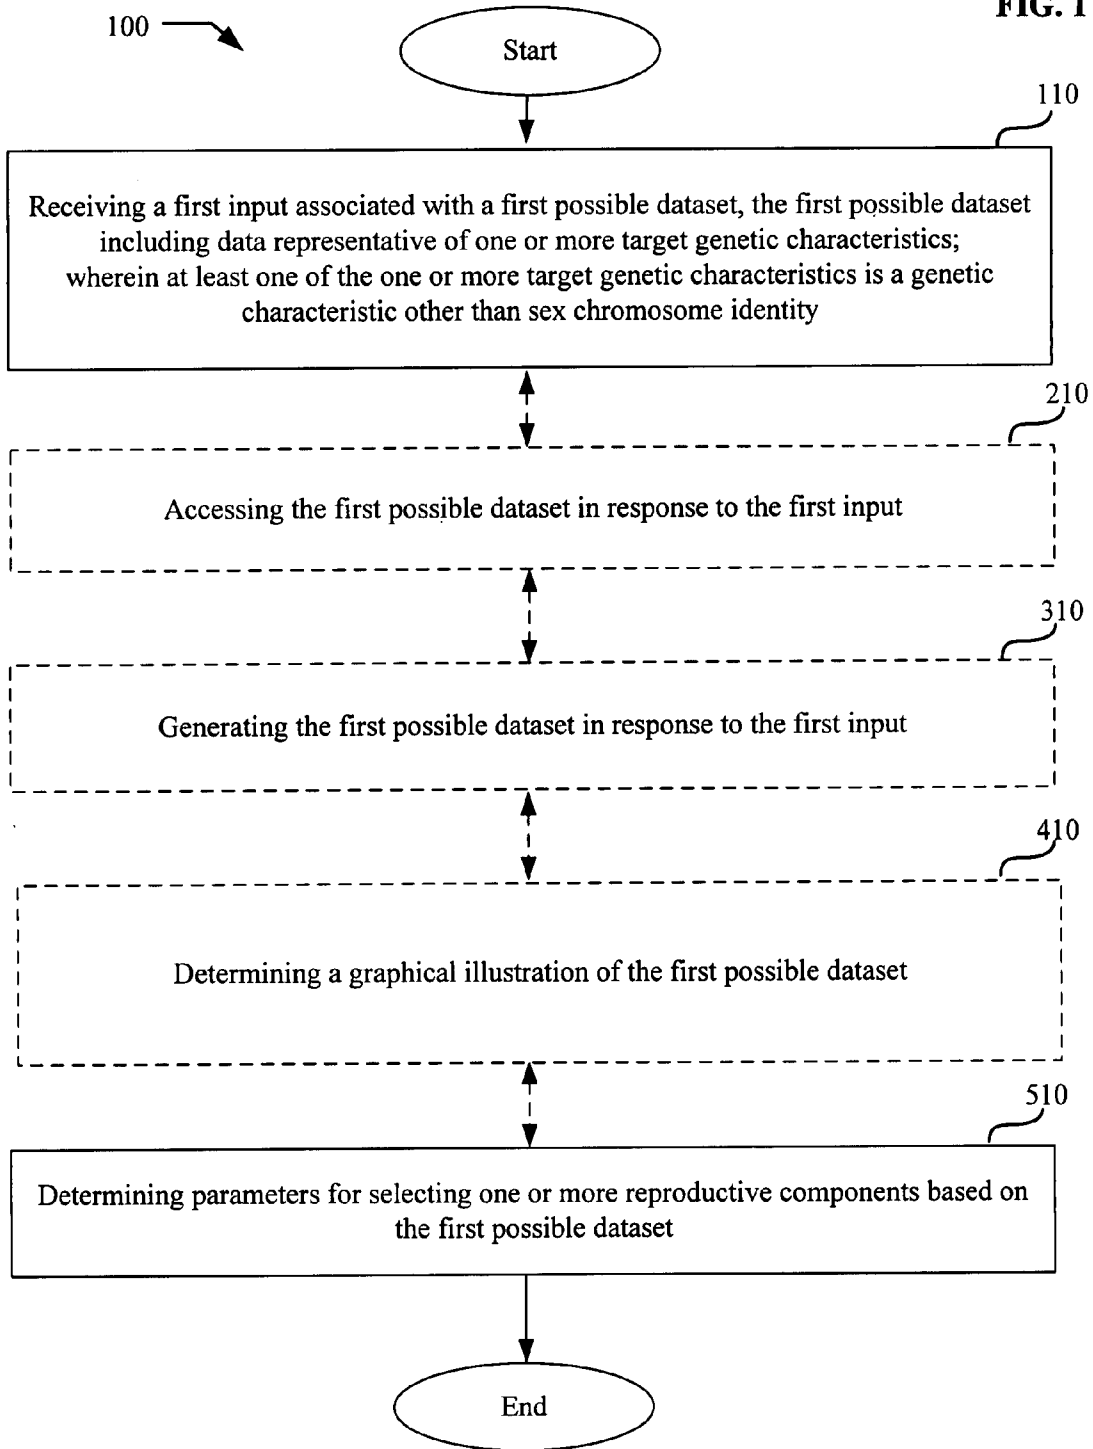 FIG. 1
100
Start
110
Receiving a first input associated with a first possible dataset, the first possible dataset
including data representative of one or more target genetic characteristics;
wherein at least one of the one or more target genetic characteristics is a genetic
characteristic other than sex chromosome identity
210
Accessing the first possible dataset in response to the first input
310
Generating the first possible dataset in response to the first input
410
Determining a graphical illustration of the first possible dataset
510
Determining parameters for selecting one or more reproductive components based on
the first possible dataset
End